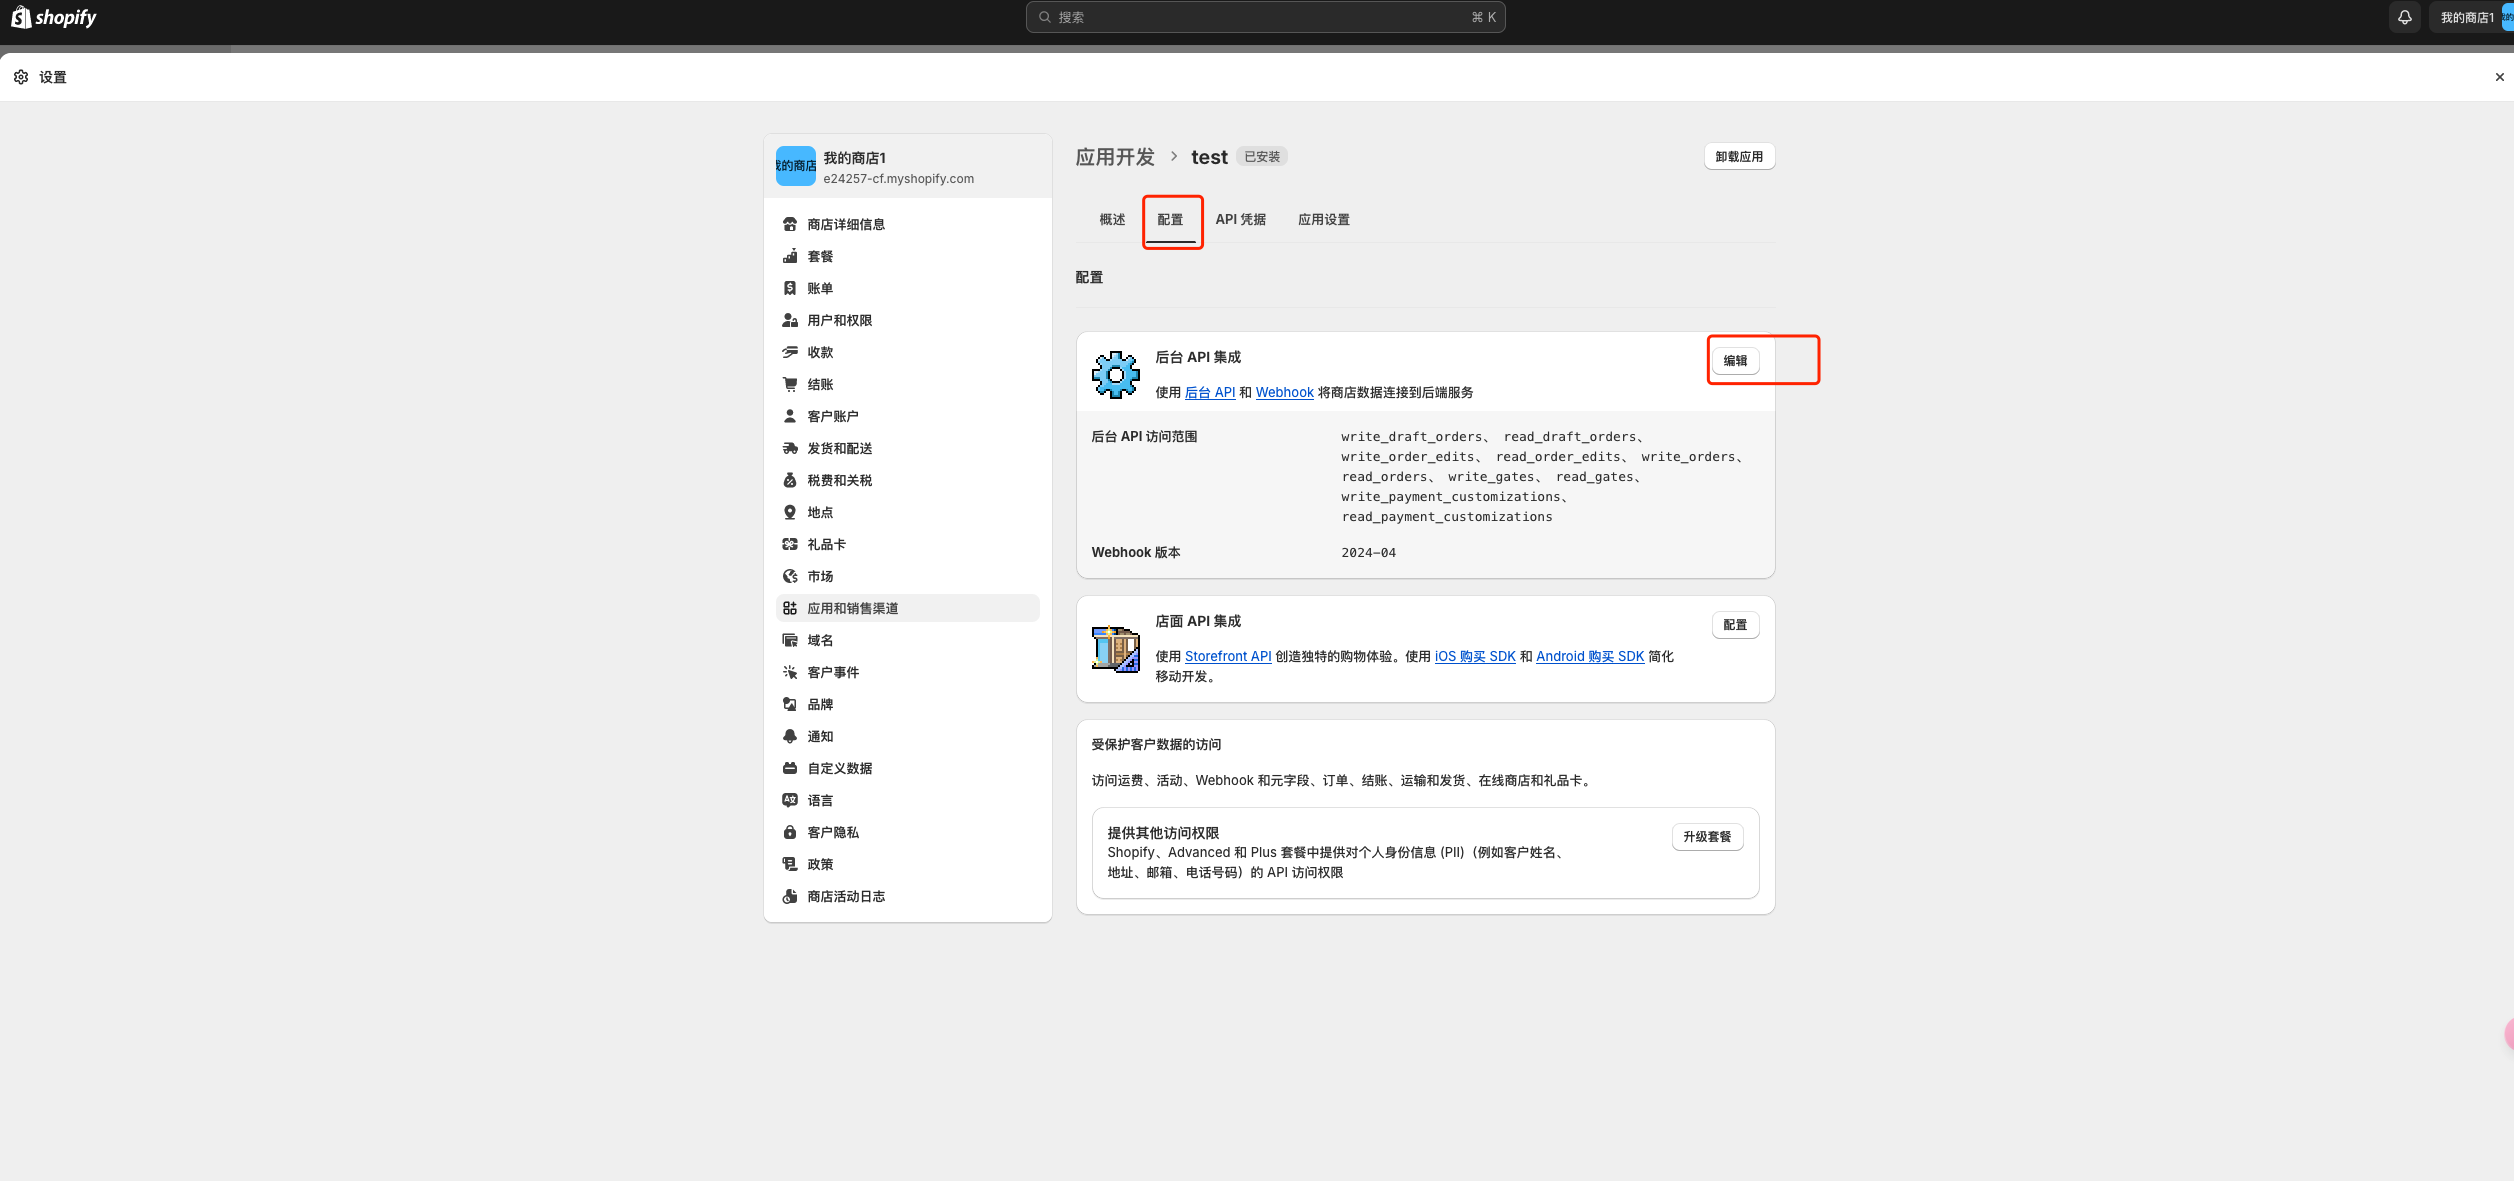 shopify
搜索
⌘ K
我的商店1
设置
我的商店
我的商店1
e24257-cf.myshopify.com
商店详细信息
套餐
账单
用户和权限
收款
结账
客户账户
发货和配送
税费和关税
地点
礼品卡
市场
应用和销售渠道
域名
客户事件
品牌
通知
自定义数据
语言
客户隐私
政策
商店活动日志
应用开发 test 已安装
卸载应用
概述 配置 API 凭据 应用设置
配置
后台 API 集成
编辑
使用 后台 API 和 Webhook 将商店数据连接到后端服务
后台 API 访问范围
write_draft_orders、 read_draft_orders、
write_order_edits、 read_order_edits、 write_orders、
read_orders、 write_gates、 read_gates、
write_payment_customizations、
read_payment_customizations
Webhook 版本
2024-04
店面 API 集成
配置
使用 Storefront API 创造独特的购物体验。使用 iOS 购买 SDK 和 Android 购买 SDK 简化
移动开发。
受保护客户数据的访问
访问运费、活动、Webhook 和元字段、订单、结账、运输和发货、在线商店和礼品卡。
提供其他访问权限
升级套餐
Shopify、Advanced 和 Plus 套餐中提供对个人身份信息 (PII)（例如客户姓名、
地址、邮箱、电话号码）的 API 访问权限